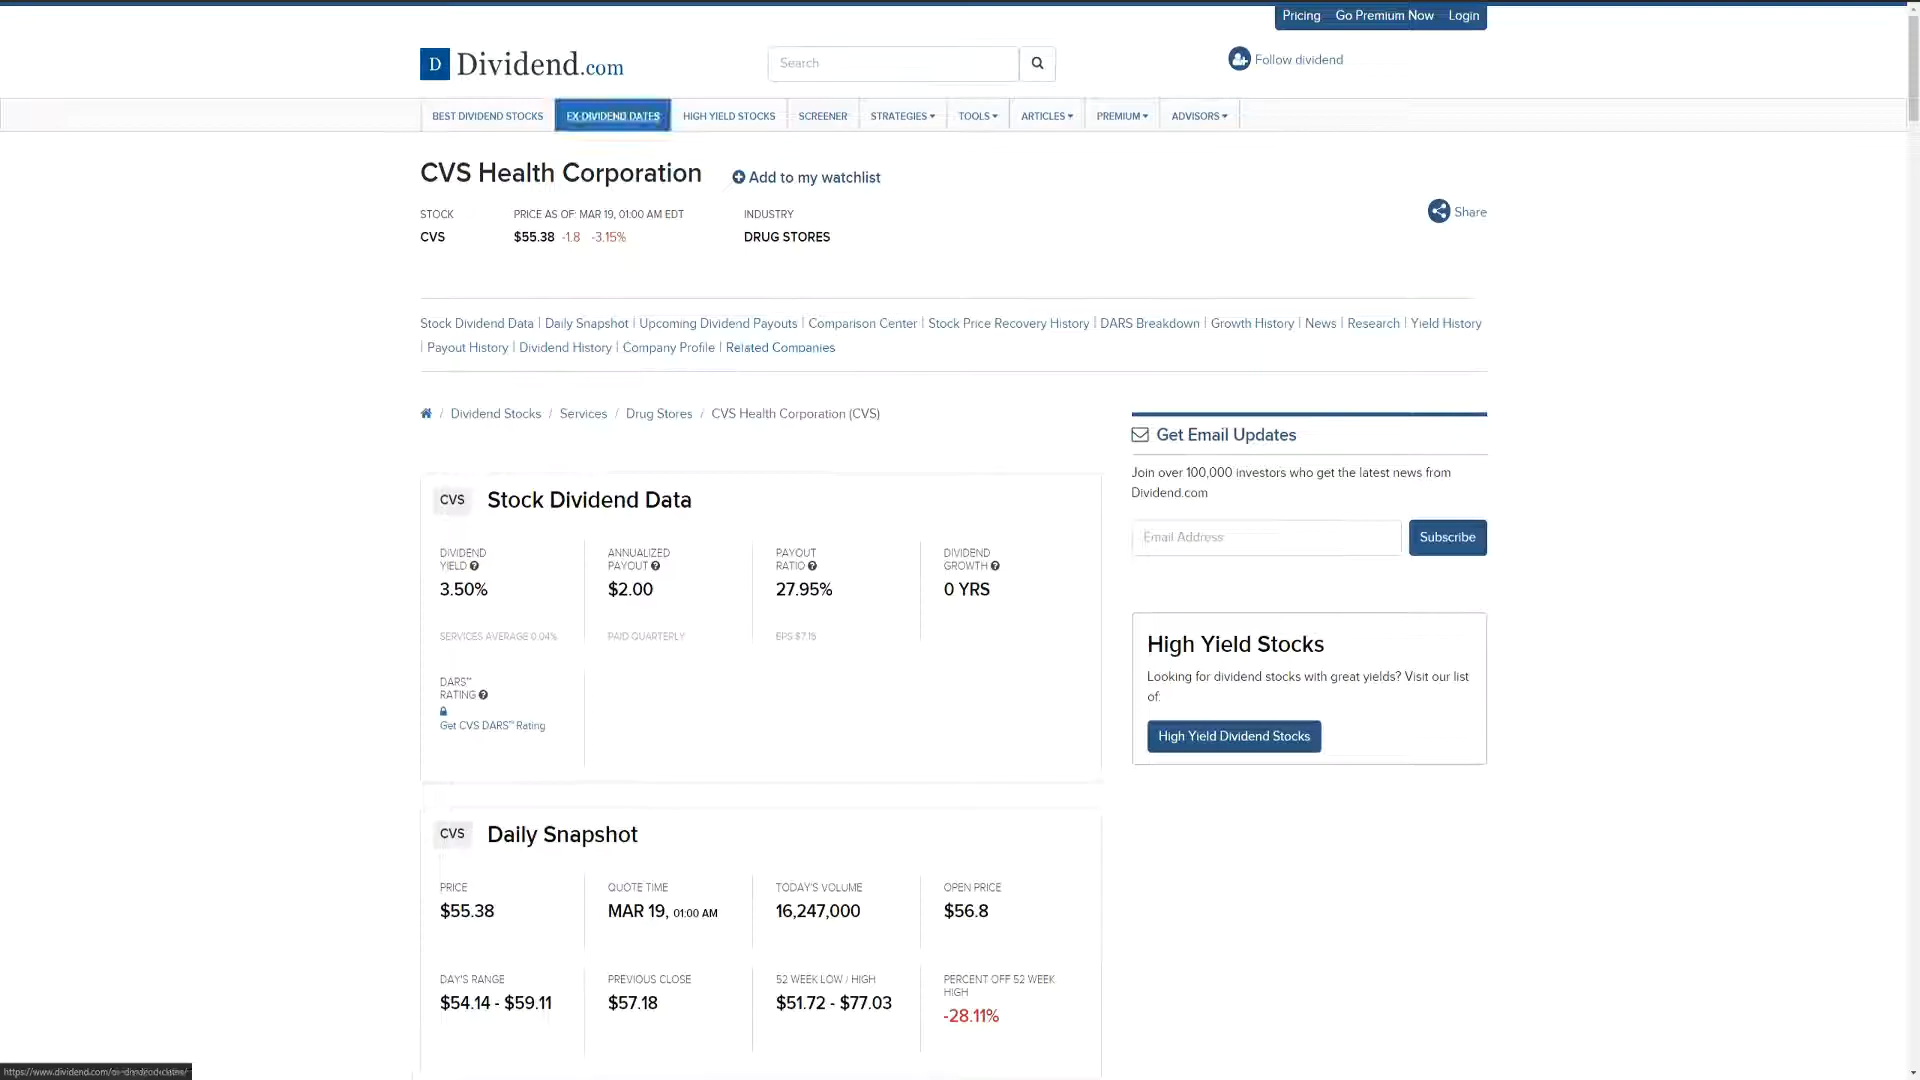 Pricing Go Premium Now Login
D Dividend.com
Search
Follow dividend
BEST DIVIDEND STOCKS EX-DIVIDEND DATES HIGH YIELD STOCKS SCREENER STRATEGIES TOOLS ARTICLES PREMIUM ADVISORS
CVS Health Corporation
Add to my watchlist
STOCK PRICE AS OF: MAR 19, 01:00 AM EDT INDUSTRY
Share
CVS $55.38 -1.8 -3.15% DRUG STORES
Stock Dividend Data | Daily Snapshot | Upcoming Dividend Payouts | Comparison Center | Stock Price Recovery History | DARS Breakdown | Growth History | News | Research | Yield History
| Payout History | Dividend History | Company Profile | Related Companies
/ Dividend Stocks / Services / Drug Stores / CVS Health Corporation (CVS)
Get Email Updates
Join over 100,000 investors who get the latest news from
Dividend.com
Email Address
Subscribe
CVS Stock Dividend Data
DIVIDEND
YIELD
3.50%
SERVICES AVERAGE 0.04%
ANNUALIZED
PAYOUT
$2.00
PAID QUARTERLY
PAYOUT
RATIO
27.95%
EPS $7.15
DIVIDEND
GROWTH
0 YRS
DARS™
RATING
Get CVS DARS™ Rating
High Yield Stocks
Looking for dividend stocks with great yields? Visit our list
of:
High Yield Dividend Stocks
CVS Daily Snapshot
PRICE
$55.38
QUOTE TIME
MAR 19, 01:00 AM
TODAY'S VOLUME
16,247,000
OPEN PRICE
$56.8
DAY'S RANGE
$54.14 - $59.11
PREVIOUS CLOSE
$57.18
52 WEEK LOW / HIGH
$51.72 - $77.03
PERCENT OFF 52 WEEK
HIGH
-28.11%